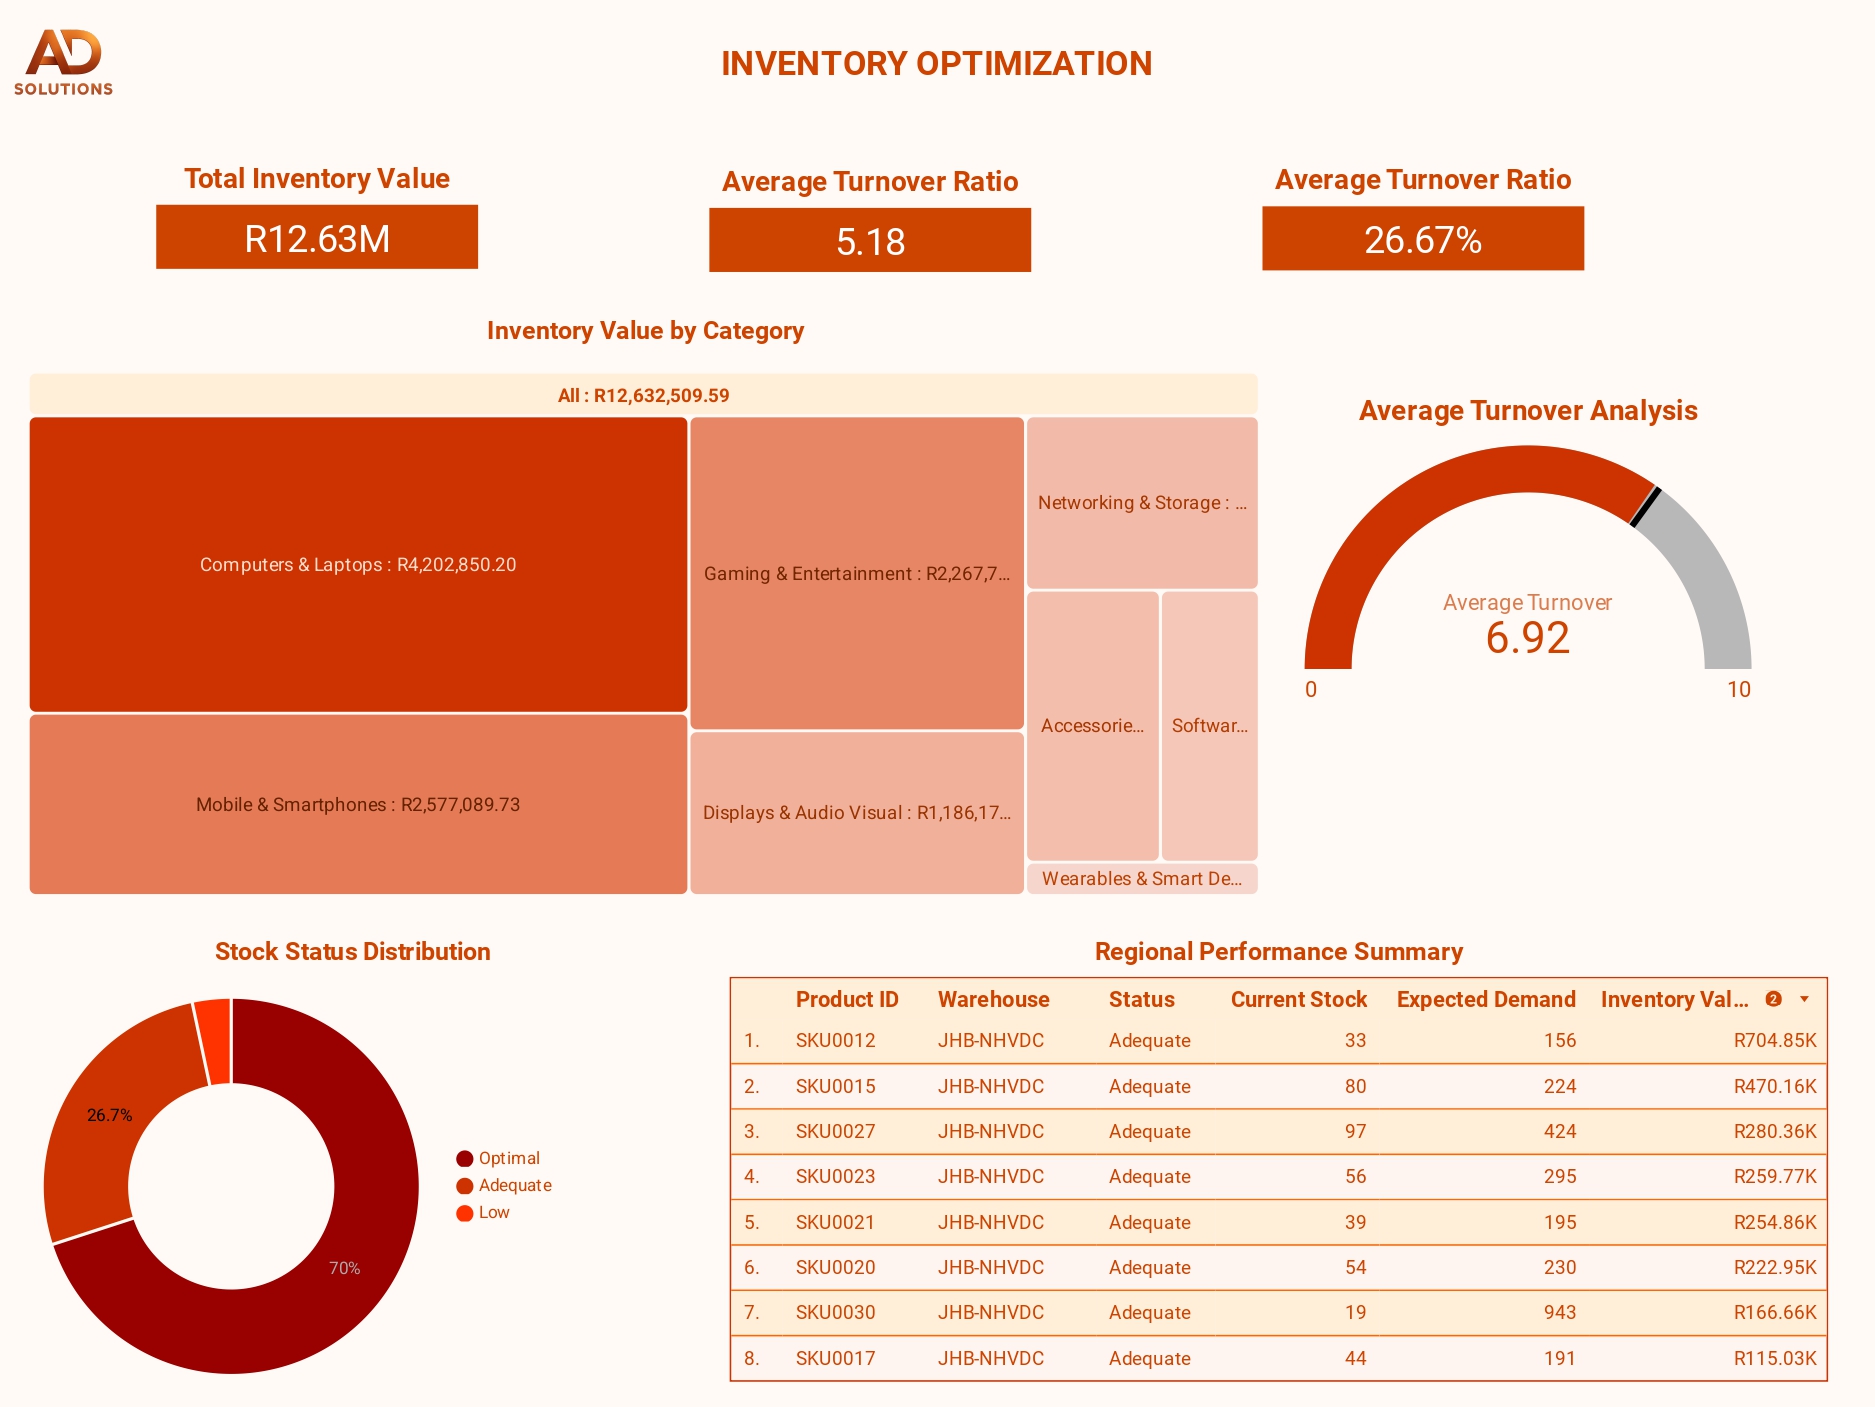 AD
SOLUTIONS
INVENTORY OPTIMIZATION
Total Inventory Value
R12.63M
Average Turnover Ratio
5.18
Average Turnover Ratio
26.67%
Inventory Value by Category
All : R12,632,509.59
Computers & Laptops : R4,202,850.20
Mobile & Smartphones : R2,577,089.73
Gaming & Entertainment : R2,267,7...
Displays & Audio Visual : R1,186,17...
Networking & Storage : ...
Accessorie...
Softwar...
Wearables & Smart De...
Average Turnover Analysis
Average Turnover
6.92
0
10
Stock Status Distribution
26.7%
70%
Optimal
Adequate
Low
Regional Performance Summary
Product ID Warehouse Status Current Stock Expected Demand Inventory Val... 2
1. SKU0012 JHB-NHVDC Adequate 33 156 R704.85K
2. SKU0015 JHB-NHVDC Adequate 80 224 R470.16K
3. SKU0027 JHB-NHVDC Adequate 97 424 R280.36K
4. SKU0023 JHB-NHVDC Adequate 56 295 R259.77K
5. SKU0021 JHB-NHVDC Adequate 39 195 R254.86K
6. SKU0020 JHB-NHVDC Adequate 54 230 R222.95K
7. SKU0030 JHB-NHVDC Adequate 19 943 R166.66K
8. SKU0017 JHB-NHVDC Adequate 44 191 R115.03K